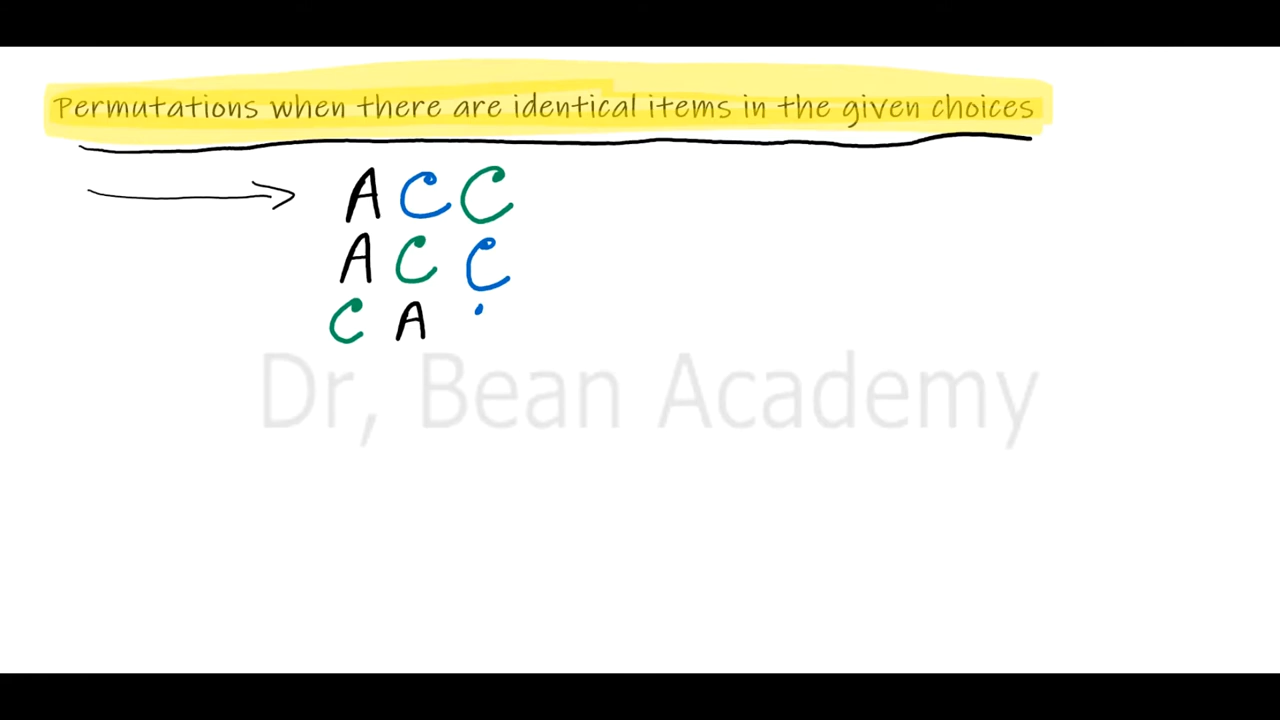 Permutations when there are identical items in the given choices
A C C
A C C
C A
Dr, Bean Academy